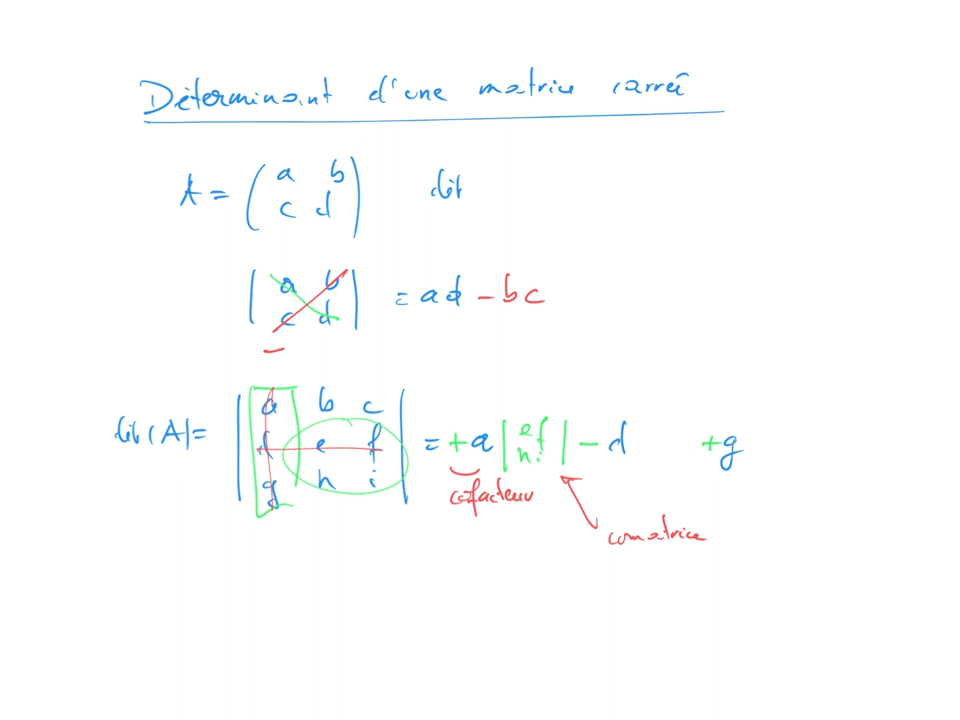 Déterminant d'une matrice carrée
A = ( a b
c d ) dét
| a b
c d | = ad - bc
dét(A) = | a b c
d e f
g h i | = +a | e f
h i | - d +g
cofacteur
comatrice